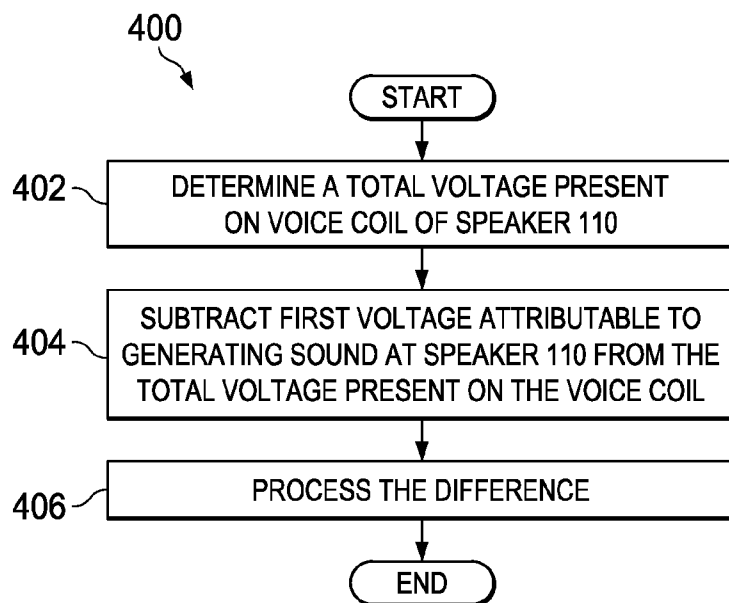 400
START
402
DETERMINE A TOTAL VOLTAGE PRESENT
ON VOICE COIL OF SPEAKER 110
404
SUBTRACT FIRST VOLTAGE ATTRIBUTABLE TO
GENERATING SOUND AT SPEAKER 110 FROM THE
TOTAL VOLTAGE PRESENT ON THE VOICE COIL
406
PROCESS THE DIFFERENCE
END